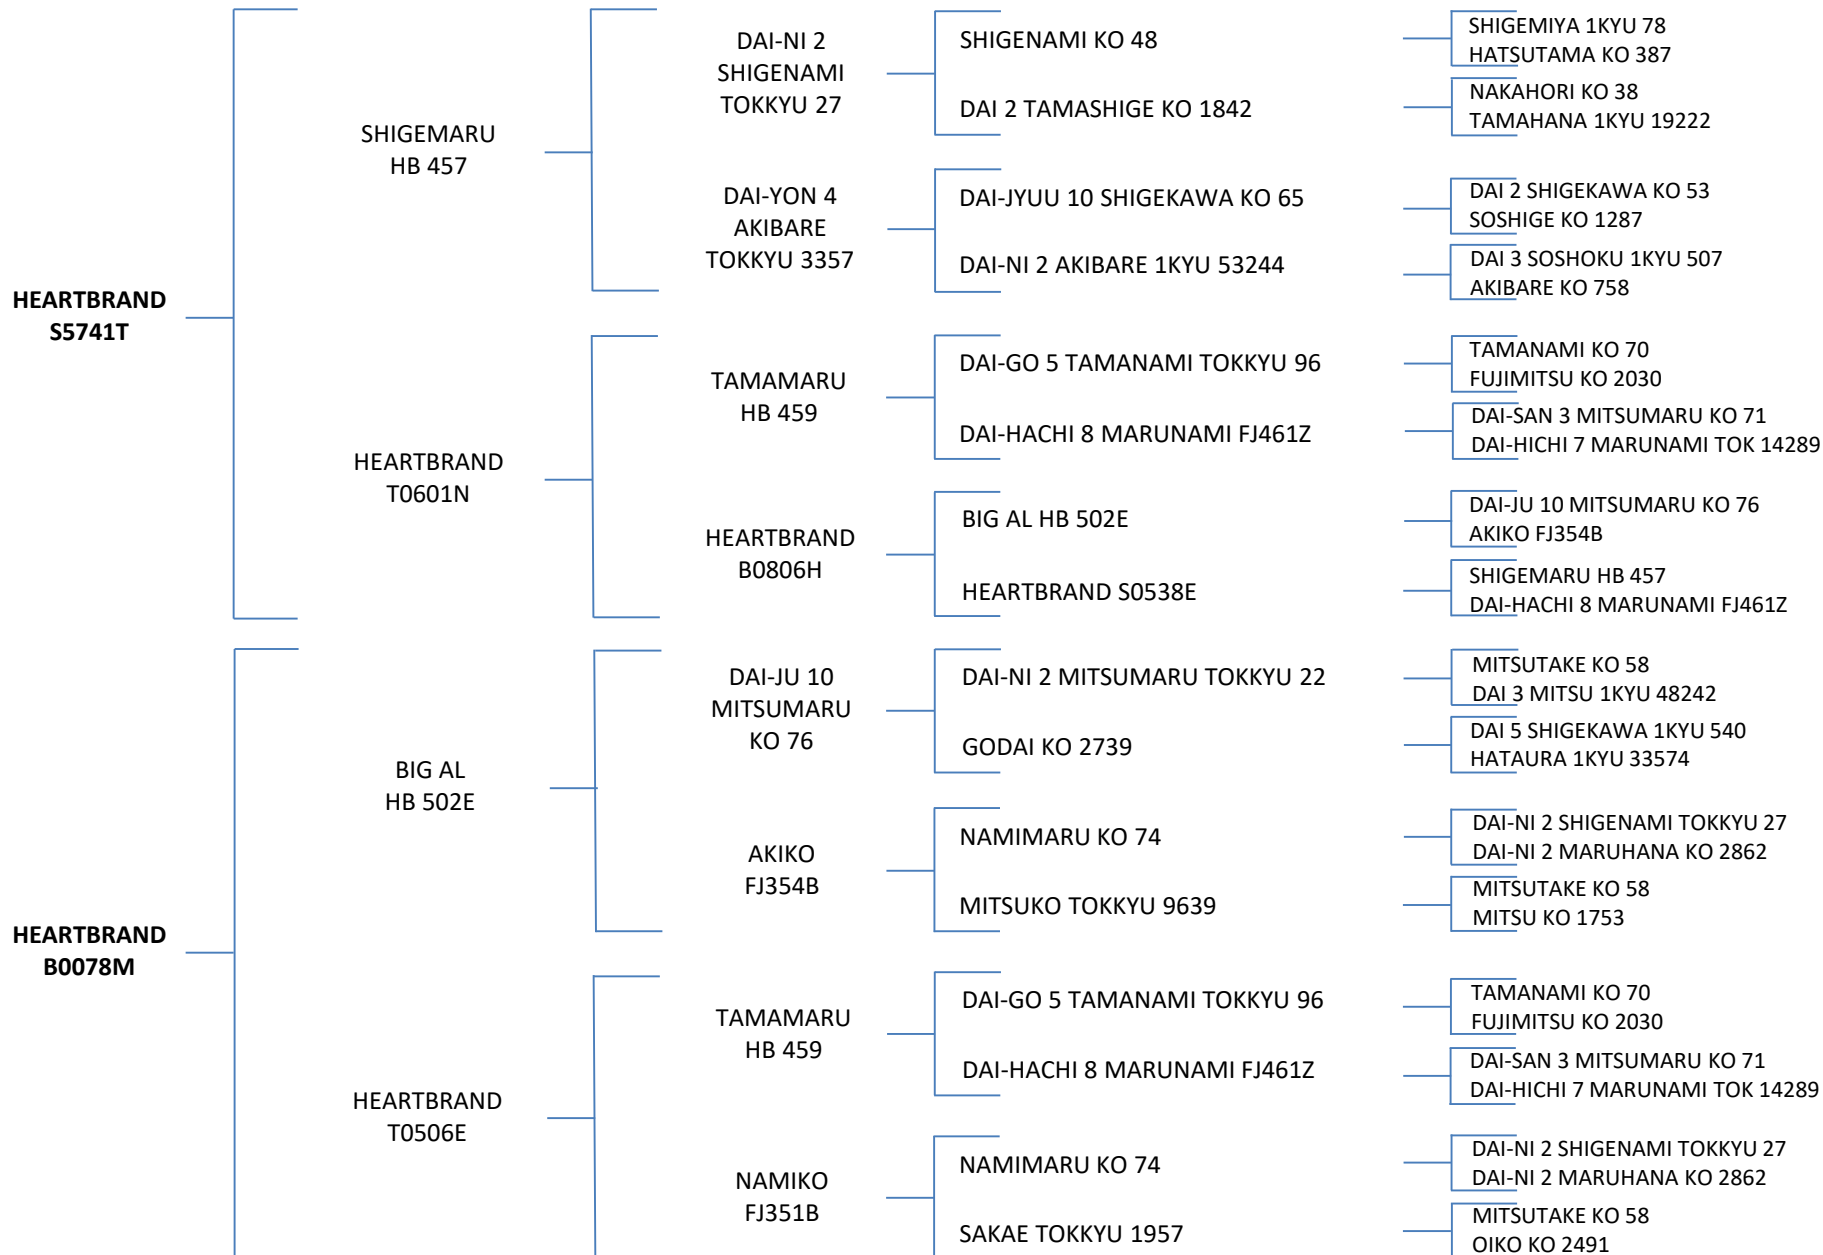 HEARTBRAND
S5741T
SHIGEMARU
HB 457
HEARTBRAND
T0601N
DAI-NI 2
SHIGENAMI
TOKKYU 27
DAI-YON 4
AKIBARE
TOKKYU 3357
TAMAMARU
HB 459
HEARTBRAND
B0806H
SHIGENAMI KO 48
DAI 2 TAMASHIGE KO 1842
DAI-JYUU 10 SHIGEKAWA KO 65
DAI-NI 2 AKIBARE 1KYU 53244
DAI-GO 5 TAMANAMI TOKKYU 96
DAI-HACHI 8 MARUNAMI FJ461Z
BIG AL HB 502E
HEARTBRAND S0538E
SHIGEMIYA 1KYU 78
HATSUTAMA KO 387
NAKAHORI KO 38
TAMAHANA 1KYU 19222
DAI 2 SHIGEKAWA KO 53
SOSHIGE KO 1287
DAI 3 SOSHOKU 1KYU 507
AKIBARE KO 758
TAMANAMI KO 70
FUJIMITSU KO 2030
DAI-SAN 3 MITSUMARU KO 71
DAI-HICHI 7 MARUNAMI TOK 14289
DAI-JU 10 MITSUMARU KO 76
AKIKO FJ354B
SHIGEMARU HB 457
DAI-HACHI 8 MARUNAMI FJ461Z
HEARTBRAND
B0078M
BIG AL
HB 502E
HEARTBRAND
T0506E
DAI-JU 10
MITSUMARU
KO 76
AKIKO
FJ354B
TAMAMARU
HB 459
NAMIKO
FJ351B
DAI-NI 2 MITSUMARU TOKKYU 22
GODAI KO 2739
NAMIMARU KO 74
MITSUKO TOKKYU 9639
DAI-GO 5 TAMANAMI TOKKYU 96
DAI-HACHI 8 MARUNAMI FJ461Z
NAMIMARU KO 74
SAKAE TOKKYU 1957
MITSUTAKE KO 58
DAI 3 MITSU 1KYU 48242
DAI 5 SHIGEKAWA 1KYU 540
HATAURA 1KYU 33574
DAI-NI 2 SHIGENAMI TOKKYU 27
DAI-NI 2 MARUHANA KO 2862
MITSUTAKE KO 58
MITSU KO 1753
TAMANAMI KO 70
FUJIMITSU KO 2030
DAI-SAN 3 MITSUMARU KO 71
DAI-HICHI 7 MARUNAMI TOK 14289
DAI-NI 2 SHIGENAMI TOKKYU 27
DAI-NI 2 MARUHANA KO 2862
MITSUTAKE KO 58
OIKO KO 2491